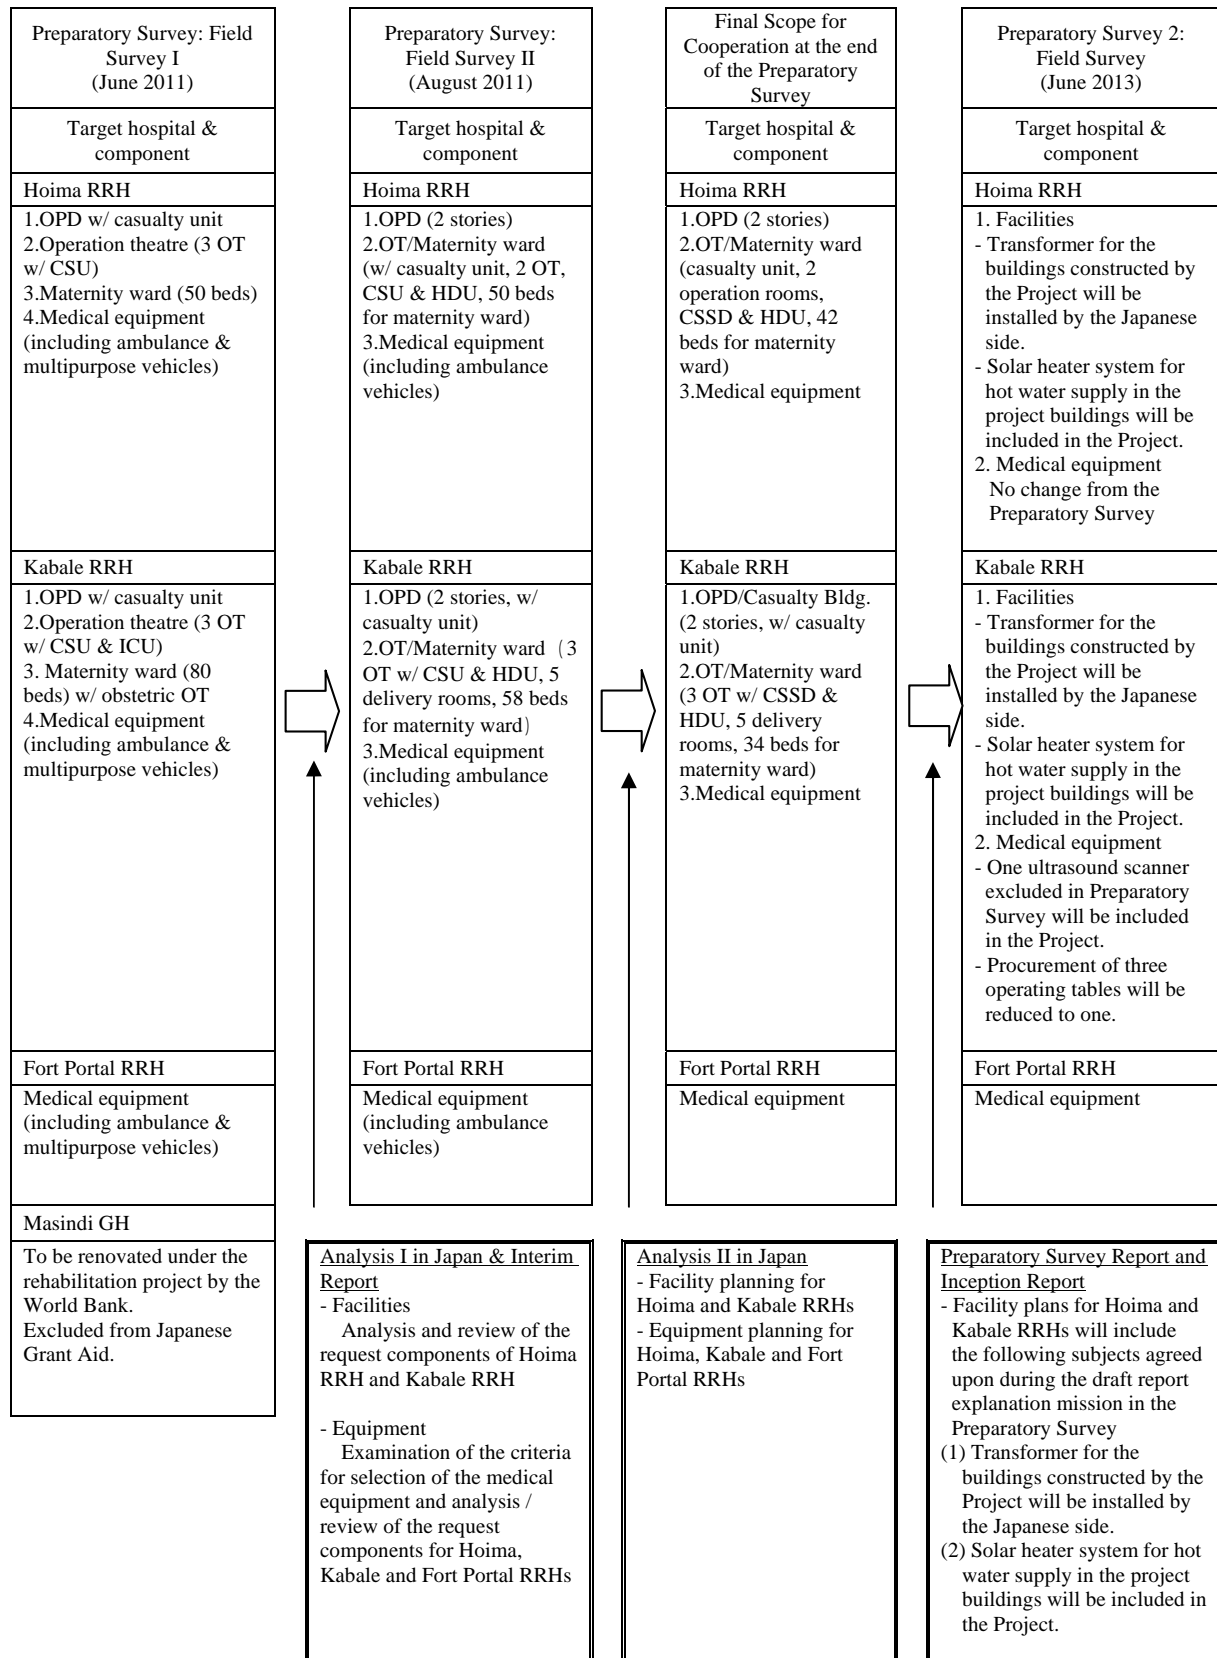 Preparatory Survey: Field
Survey I
(June 2011)
Target hospital &
component
Hoima RRH
1.OPD w/ casualty unit
2.Operation theatre (3 OT
w/ CSU)
3.Maternity ward (50 beds)
4.Medical equipment
(including ambulance &
multipurpose vehicles)
Kabale RRH
1.OPD w/ casualty unit
2.Operation theatre (3 OT
w/ CSU & ICU)
3. Maternity ward (80
beds) w/ obstetric OT
4.Medical equipment
(including ambulance &
multipurpose vehicles)
Fort Portal RRH
Medical equipment
(including ambulance &
multipurpose vehicles)
Masindi GH
To be renovated under the
rehabilitation project by the
World Bank.
Excluded from Japanese
Grant Aid.
Preparatory Survey:
Field Survey II
(August 2011)
Target hospital &
component
Hoima RRH
1.OPD (2 stories)
2.OT/Maternity ward
(w/ casualty unit, 2 OT,
CSU & HDU, 50 beds
for maternity ward)
3.Medical equipment
(including ambulance
vehicles)
Kabale RRH
1.OPD (2 stories, w/
casualty unit)
2.OT/Maternity ward (3
OT w/ CSU & HDU, 5
delivery rooms, 58 beds
for maternity ward)
3.Medical equipment
(including ambulance
vehicles)
Fort Portal RRH
Medical equipment
(including ambulance
vehicles)
Analysis I in Japan & Interim
Report
- Facilities
Analysis and review of the
request components of Hoima
RRH and Kabale RRH
- Equipment
Examination of the criteria
for selection of the medical
equipment and analysis /
review of the request
components for Hoima,
Kabale and Fort Portal RRHs
Final Scope for
Cooperation at the end
of the Preparatory
Survey
Target hospital &
component
Hoima RRH
1.OPD (2 stories)
2.OT/Maternity ward
(casualty unit, 2
operation rooms,
CSSD & HDU, 42
beds for maternity
ward)
3.Medical equipment
Kabale RRH
1.OPD/Casualty Bldg.
(2 stories, w/ casualty
unit)
2.OT/Maternity ward
(3 OT w/ CSSD &
HDU, 5 delivery
rooms, 34 beds for
maternity ward)
3.Medical equipment
Fort Portal RRH
Medical equipment
Analysis II in Japan
- Facility planning for
Hoima and Kabale RRHs
- Equipment planning for
Hoima, Kabale and Fort
Portal RRHs
Preparatory Survey 2:
Field Survey
(June 2013)
Target hospital &
component
Hoima RRH
1. Facilities
- Transformer for the
buildings constructed by
the Project will be
installed by the Japanese
side.
- Solar heater system for
hot water supply in the
project buildings will be
included in the Project.
2. Medical equipment
No change from the
Preparatory Survey
Kabale RRH
1. Facilities
- Transformer for the
buildings constructed by
the Project will be
installed by the Japanese
side.
- Solar heater system for
hot water supply in the
project buildings will be
included in the Project.
2. Medical equipment
- One ultrasound scanner
excluded in Preparatory
Survey will be included
in the Project.
- Procurement of three
operating tables will be
reduced to one.
Fort Portal RRH
Medical equipment
Preparatory Survey Report and
Inception Report
- Facility plans for Hoima and
Kabale RRHs will include
the following subjects agreed
upon during the draft report
explanation mission in the
Preparatory Survey
(1) Transformer for the
buildings constructed by the
Project will be installed by
the Japanese side.
(2) Solar heater system for hot
water supply in the project
buildings will be included in
the Project.